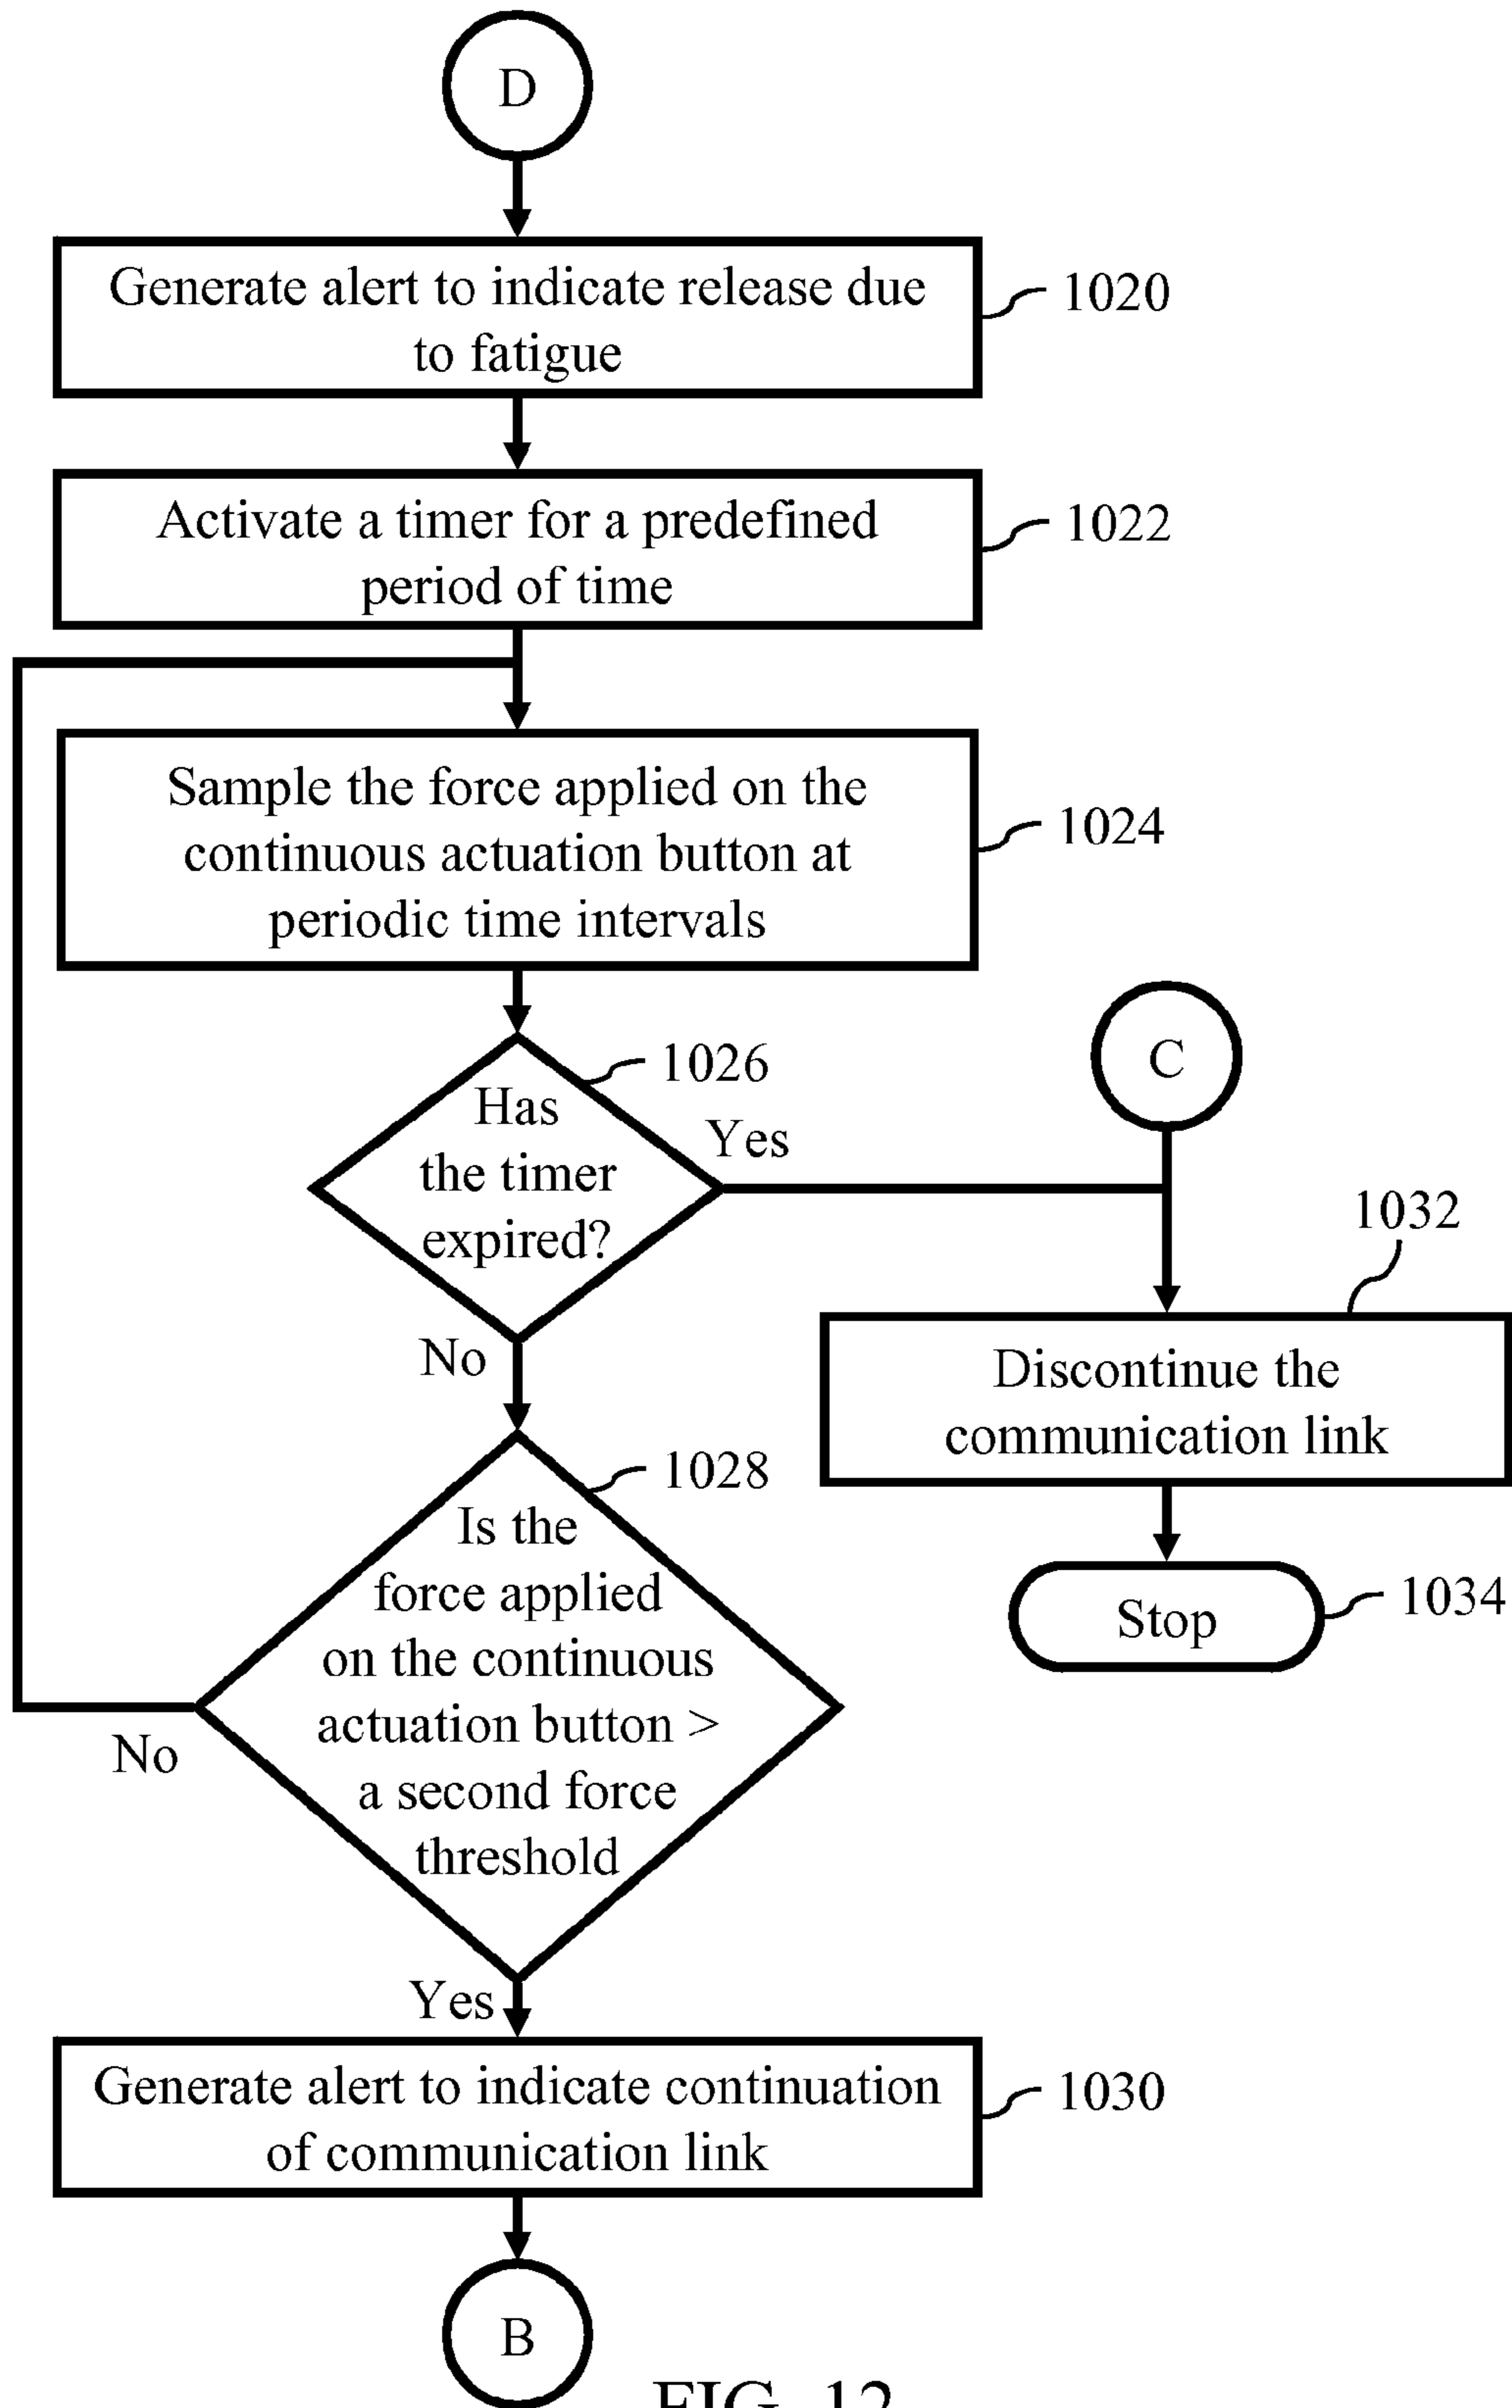 D
Generate alert to indicate release due
to fatigue
1020
Activate a timer for a predefined
period of time
1022
Sample the force applied on the
continuous actuation button at
periodic time intervals
1024
1026
Has
the timer
expired?
Yes
No
C
1032
Discontinue the
communication link
Stop
1034
1028
Is the
force applied
on the continuous
actuation button >
a second force
threshold
No
Yes
Generate alert to indicate continuation
of communication link
1030
B
FIG. 12